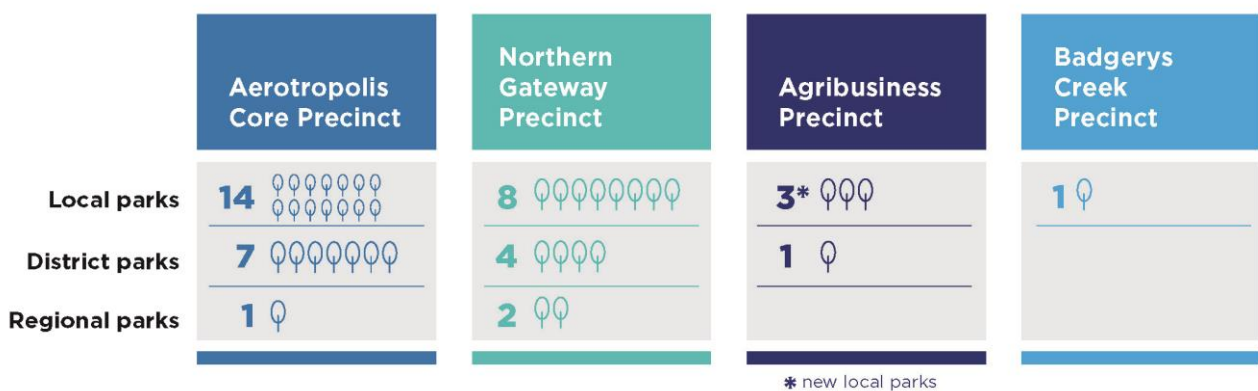 Aerotropolis
Core Precinct
Northern
Gateway
Precinct
Agribusiness
Precinct
Badgerys
Creek
Precinct
Local parks 14 8 3* 1
District parks 7 4 1
Regional parks 1 2
* new local parks